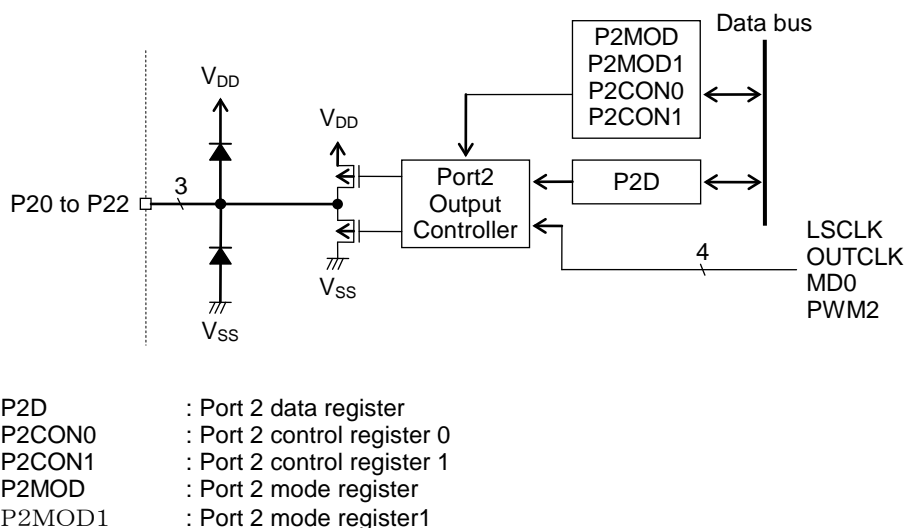 Data bus
P2MOD
P2MOD1
P2CON0
P2CON1
VDD
VDD
3
P20 to P22
Port2
Output
Controller
P2D
4
LSCLK
OUTCLK
MD0
PWM2
VSS
VSS
P2D : Port 2 data register
P2CON0 : Port 2 control register 0
P2CON1 : Port 2 control register 1
P2MOD : Port 2 mode register
P2MOD1 : Port 2 mode register1